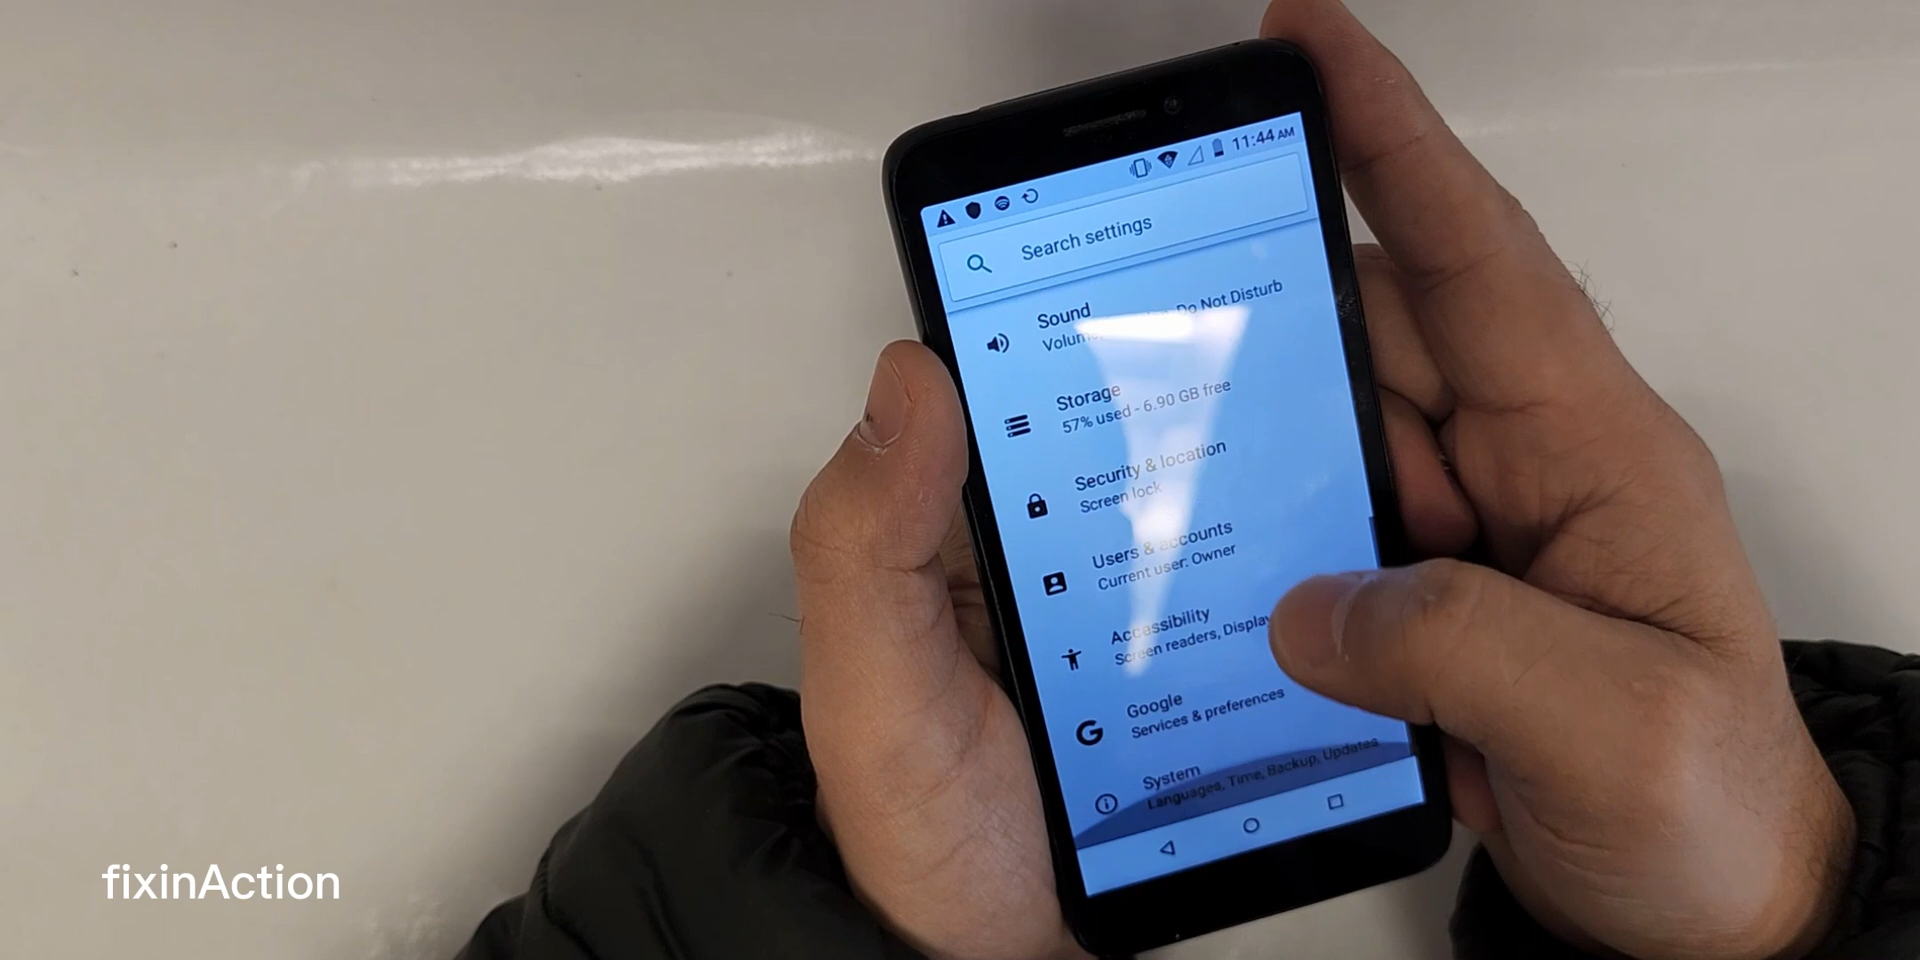 11:44 AM
Search settings
Sound
Do Not Disturb
Storage
57% used - 6.90 GB free
Security & location
Screen lock
Users & accounts
Current user: Owner
Accessibility
Screen readers,
Google
Services & preferences
System
Languages, Time, Backup, Updates
fixinAction